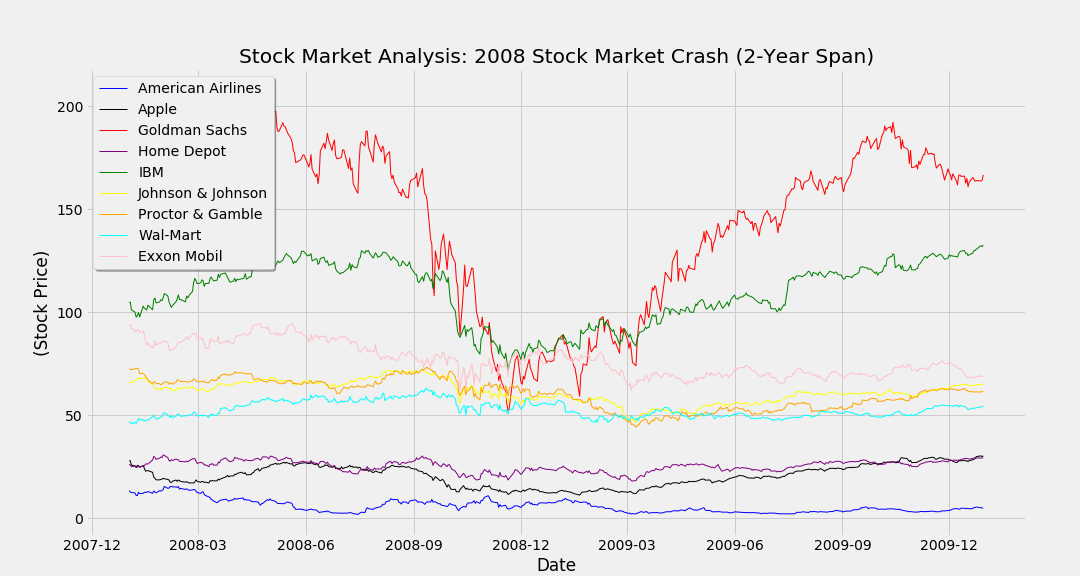 Stock Market Analysis: 2008 Stock Market Crash (2-Year Span)
American Airlines
Apple
Goldman Sachs
Home Depot
IBM
Johnson & Johnson
Proctor & Gamble
Wal-Mart
Exxon Mobil
(Stock Price)
200
150
100
50
0
2007-12 2008-03 2008-06 2008-09 2008-12 2009-03 2009-06 2009-09 2009-12
Date